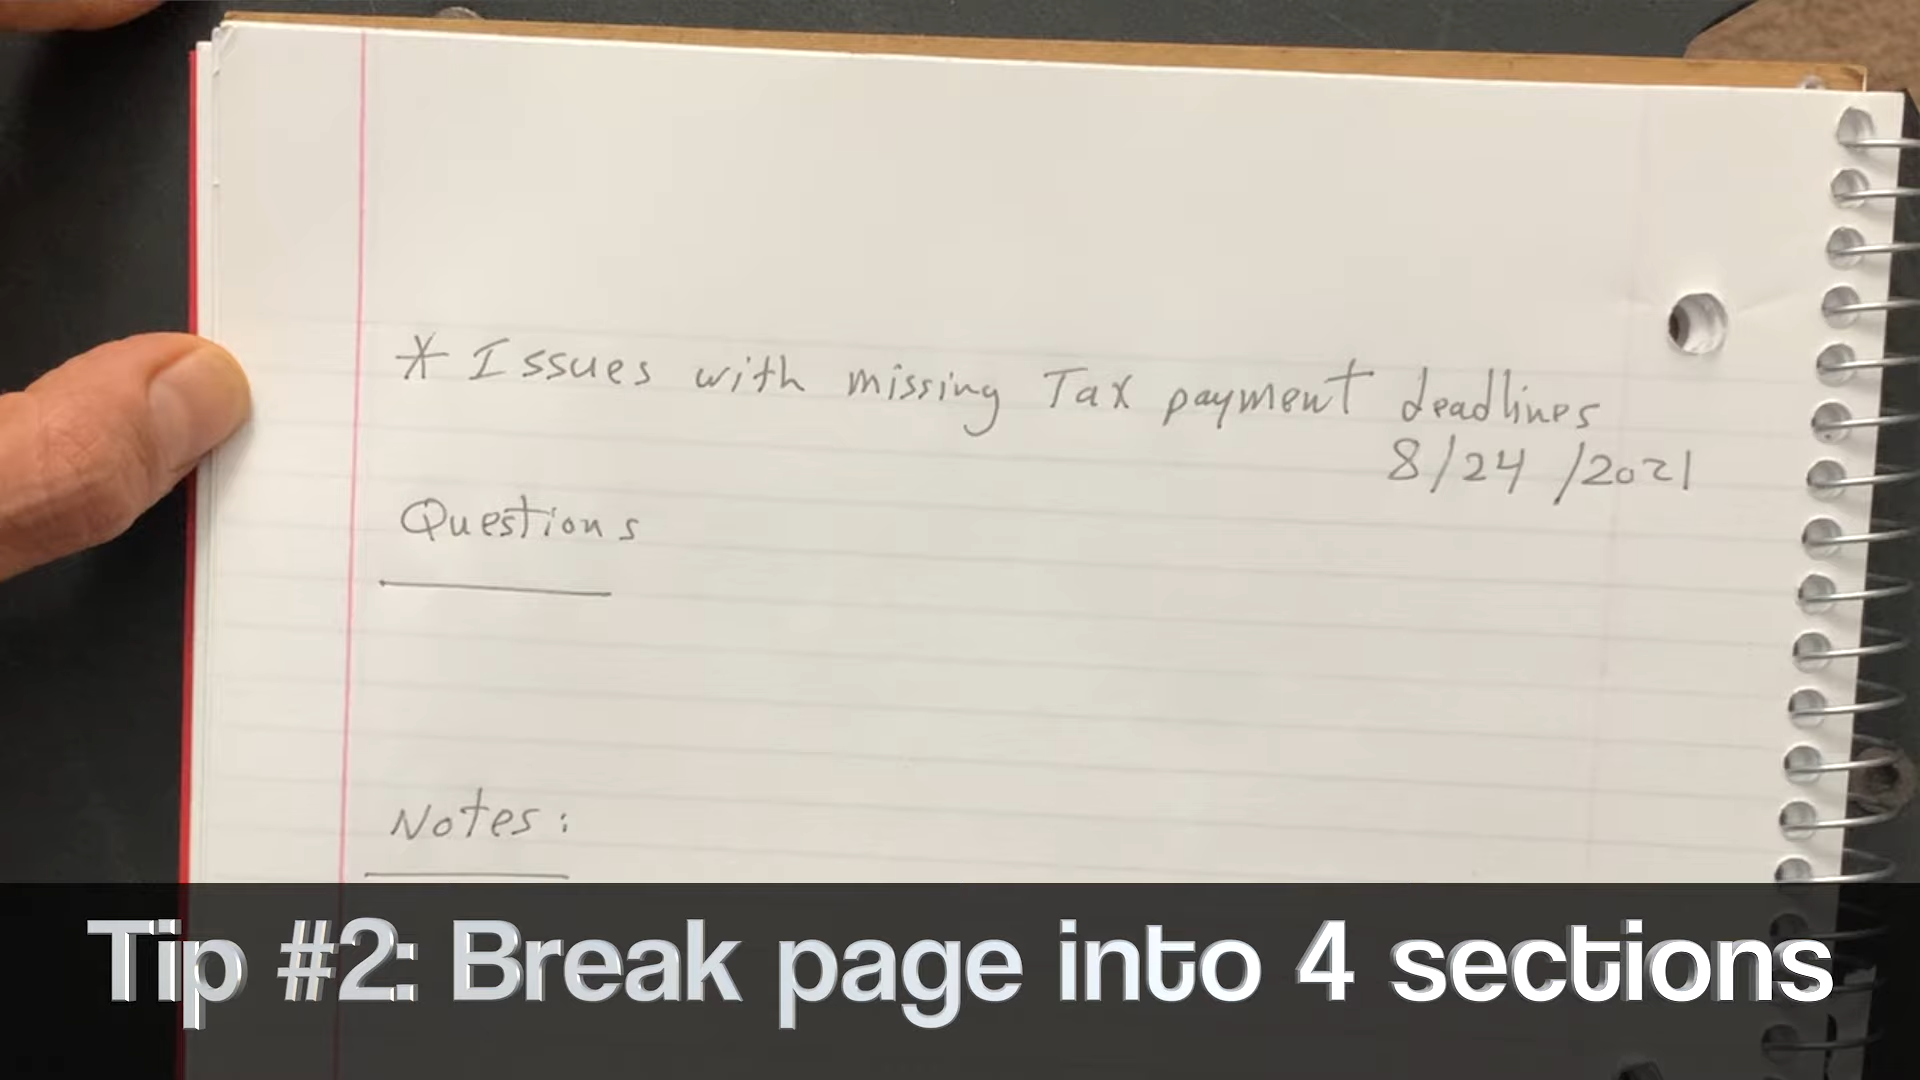 * Issues with missing Tax payment deadlines
8/24/2021
Questions
Notes:
Tip #2: Break page into 4 sections